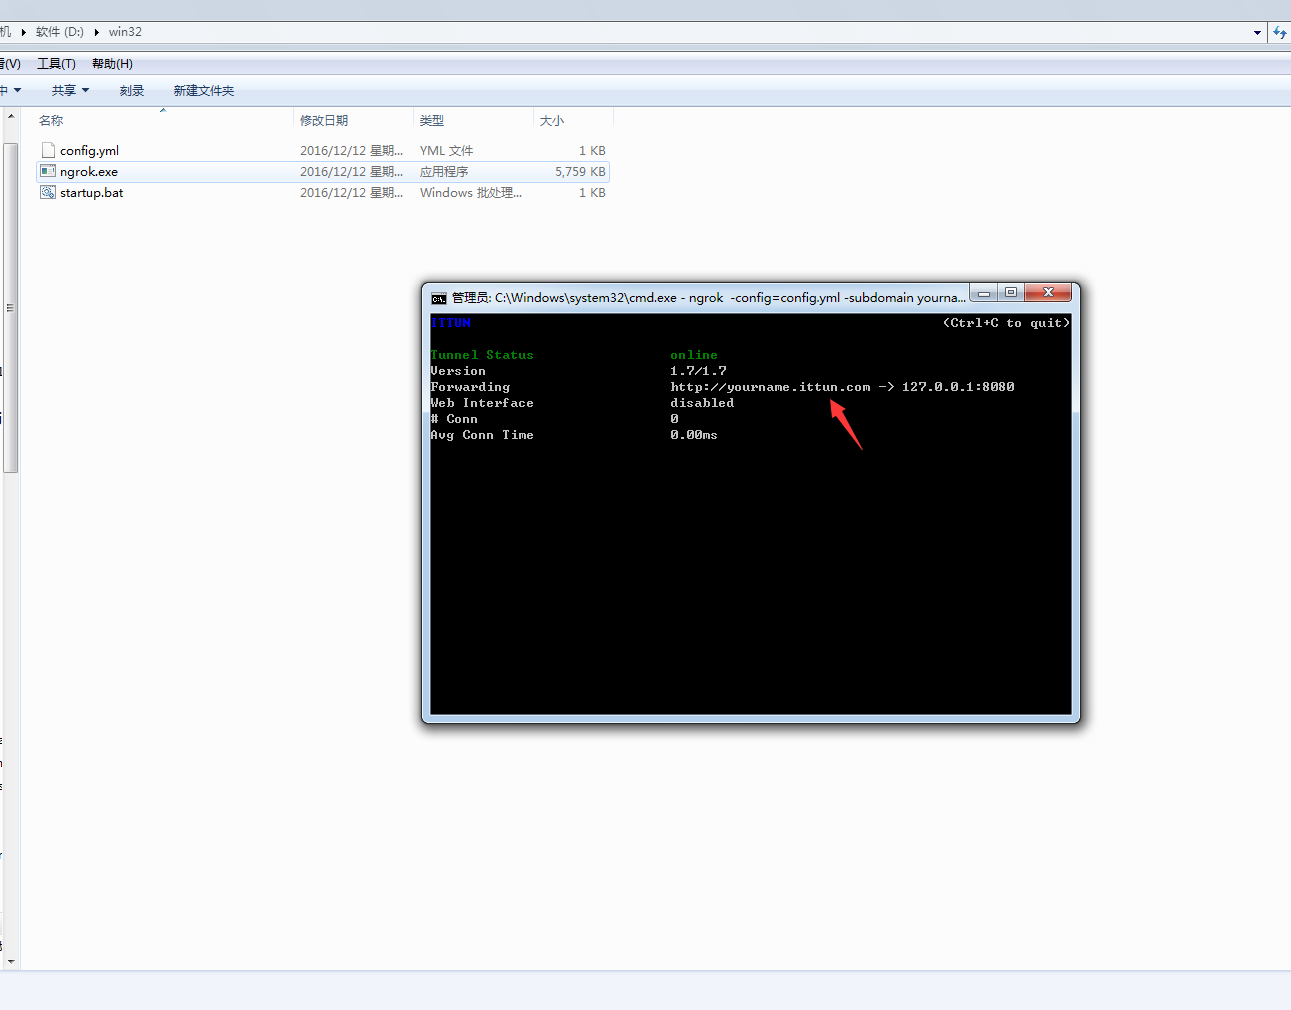 机 ▸ 软件 (D:) ▸ win32
看(V) 工具(T) 帮助(H)
中 共享 刻录 新建文件夹
名称 修改日期 类型 大小
config.yml 2016/12/12 星期... YML 文件 1 KB
ngrok.exe 2016/12/12 星期... 应用程序 5,759 KB
startup.bat 2016/12/12 星期... Windows 批处理... 1 KB
管理员: C:\Windows\system32\cmd.exe - ngrok -config=config.yml -subdomain yourna...
ITTUN (Ctrl+C to quit)
Tunnel Status online
Version 1.7/1.7
Forwarding http://yourname.ittun.com -> 127.0.0.1:8080
Web Interface disabled
# Conn 0
Avg Conn Time 0.00ms